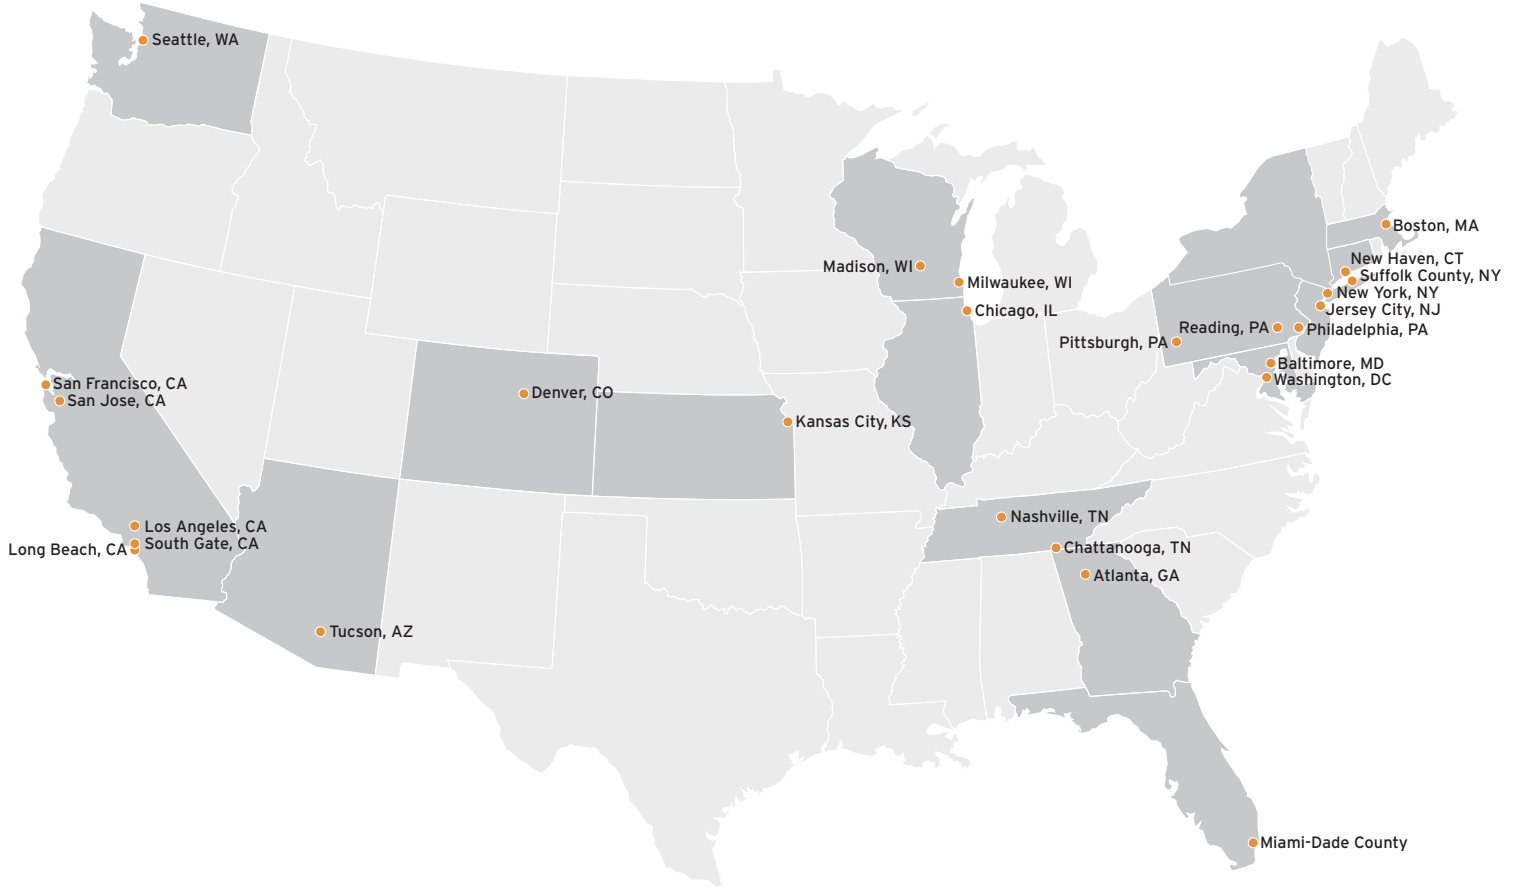 Seattle, WA
Boston, MA
New Haven, CT
Madison, WI
Suffolk County, NY
Milwaukee, WI
New York, NY
Chicago, IL
Jersey City, NJ
Reading, PA
Philadelphia, PA
Pittsburgh, PA
Baltimore, MD
Washington, DC
San Francisco, CA
Denver, CO
San Jose, CA
Kansas City, KS
Nashville, TN
Los Angeles, CA
South Gate, CA
Long Beach, CA
Chattanooga, TN
Atlanta, GA
Tucson, AZ
Miami-Dade County